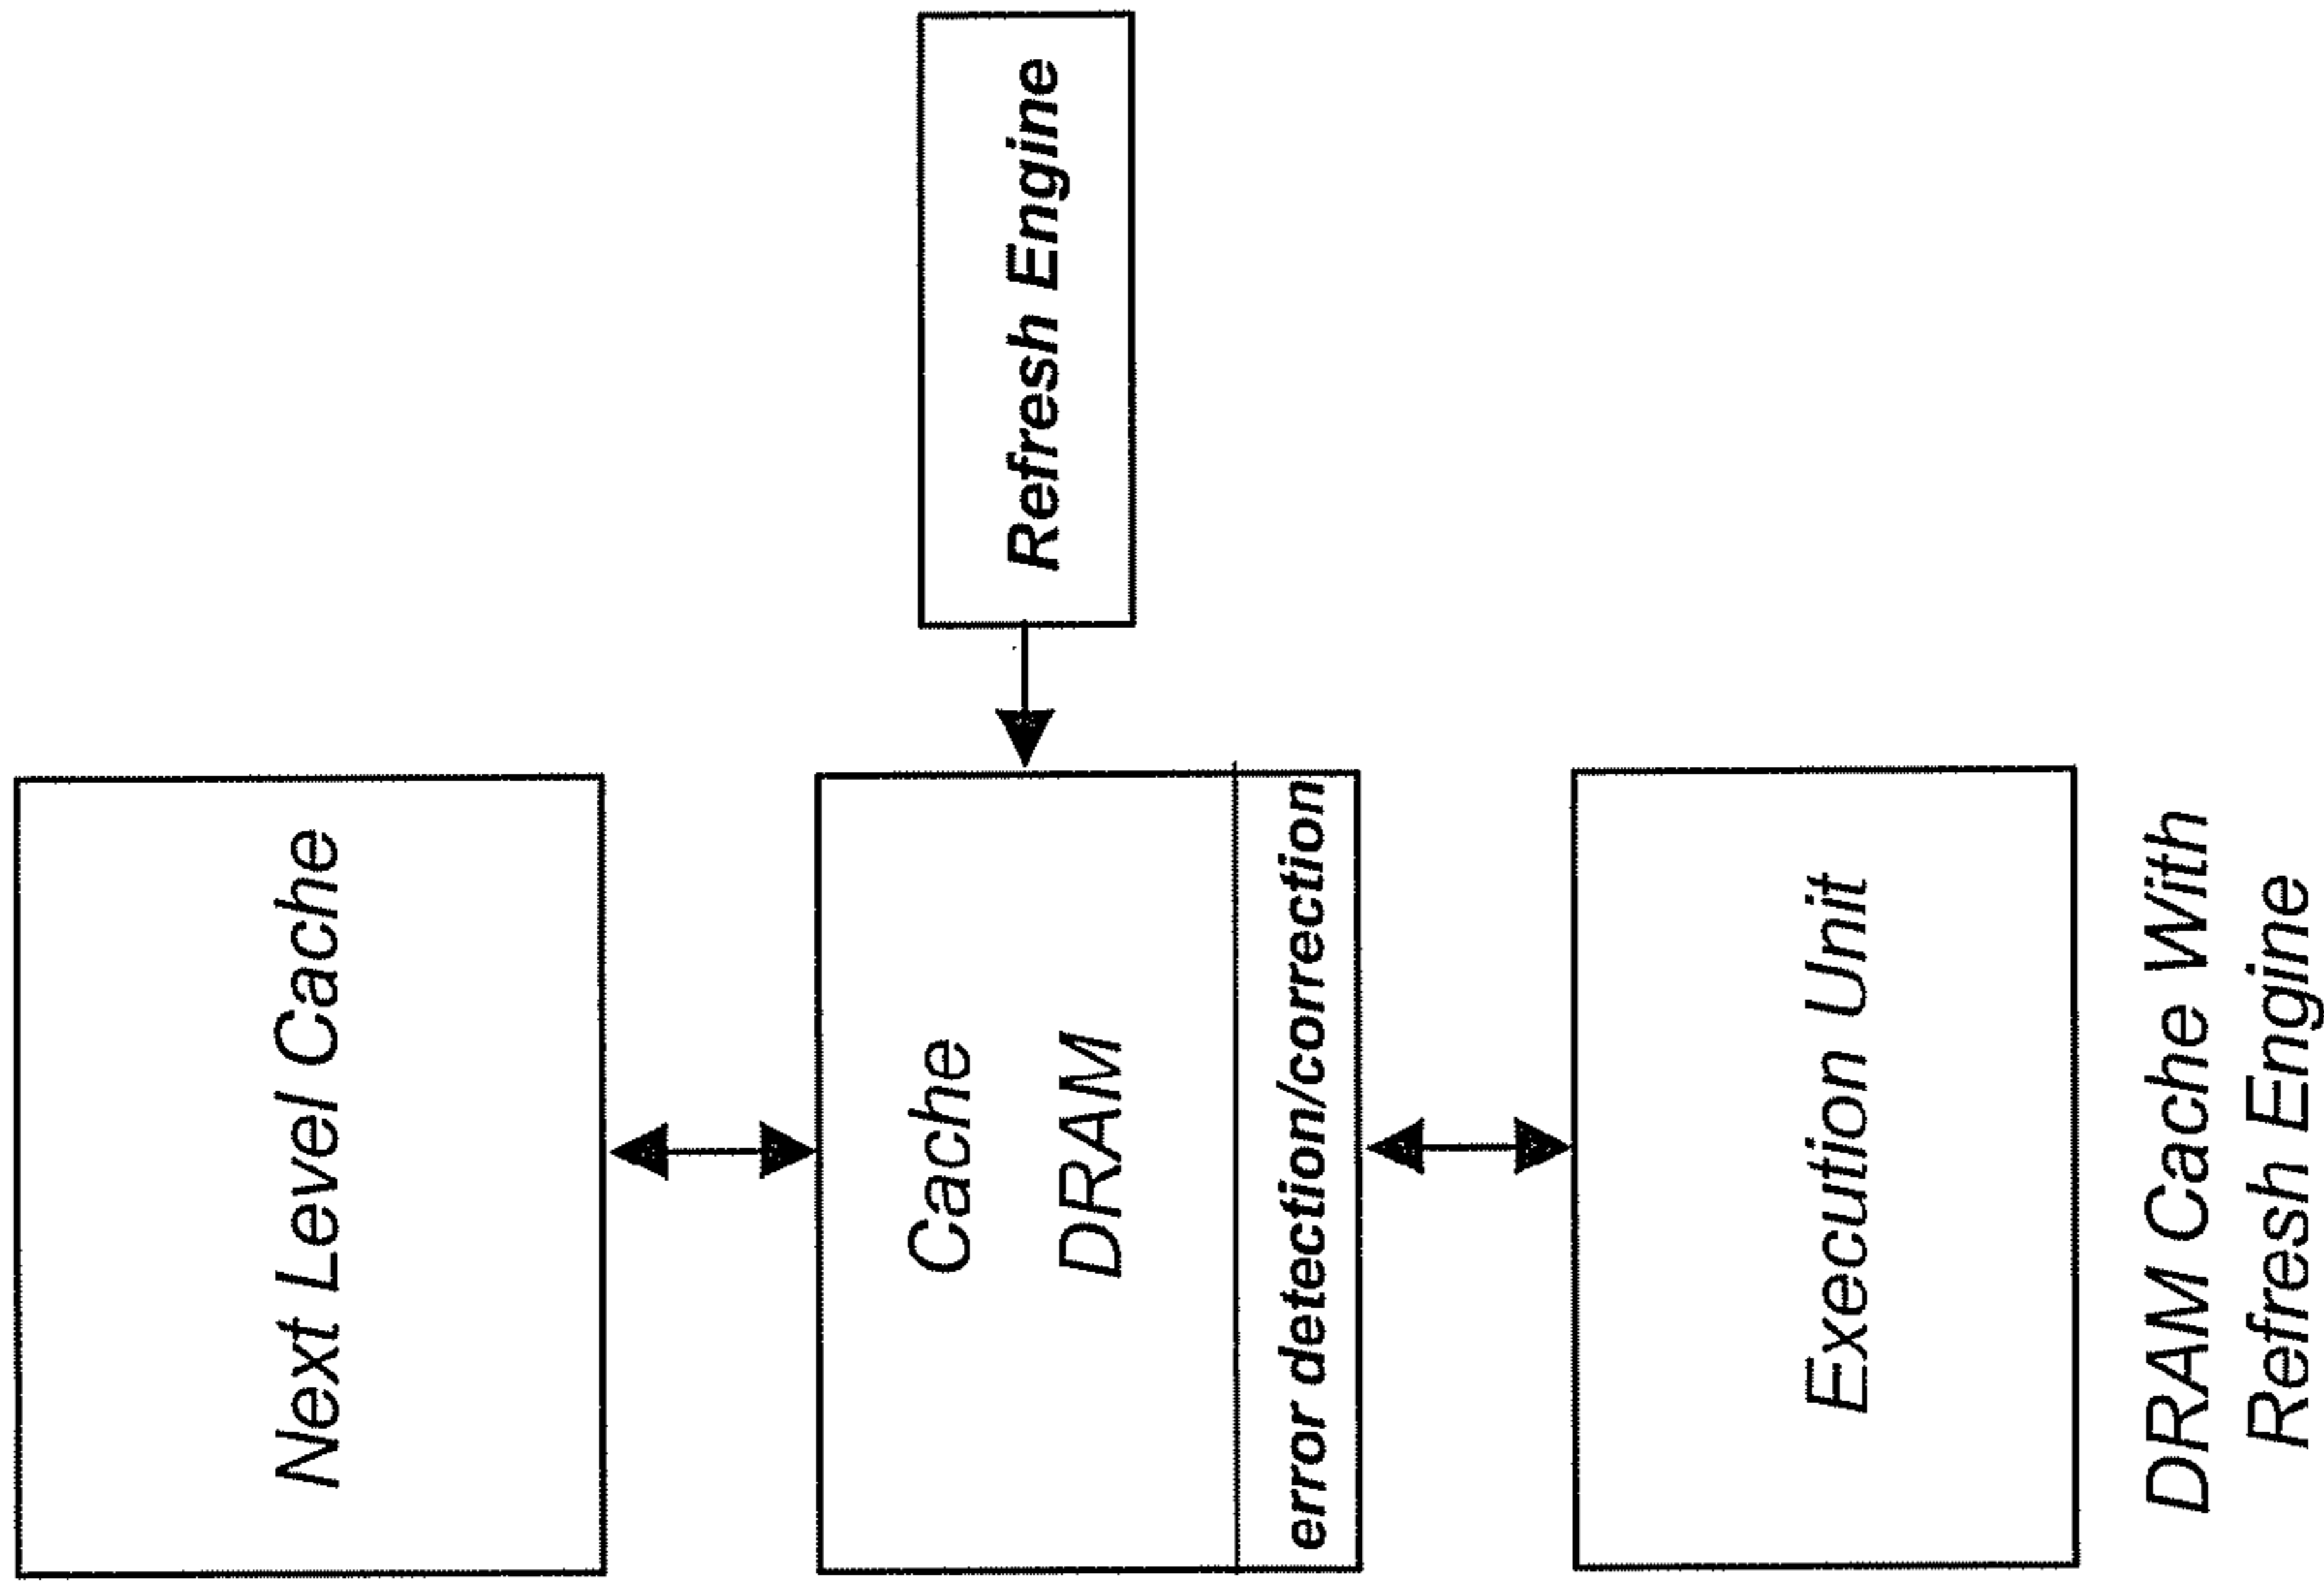 Next Level Cache
Cache
DRAM
Refresh Engine
error detection/correction
Execution Unit
DRAM Cache With
Refresh Engine